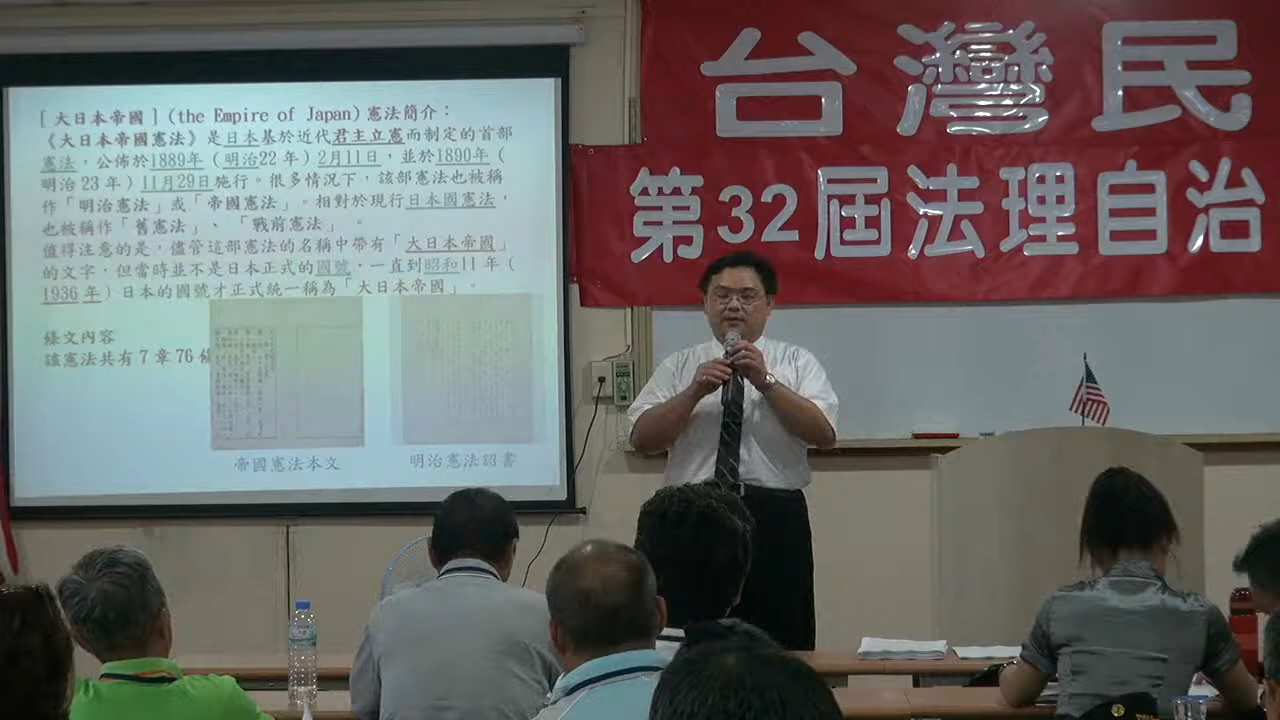 [大日本帝國](the Empire of Japan)憲法簡介：
《大日本帝國憲法》是日本基於近代君主立憲而制定的首部
憲法，公佈於1889年（明治22年）2月11日，並於1890年（
明治23年）11月29日施行。很多情況下，該部憲法也被稱
作「明治憲法」或「帝國憲法」。相對於現行日本國憲法，
也被稱作「舊憲法」、「戰前憲法」。
值得注意的是，儘管這部憲法的名稱中帶有「大日本帝國」
的文字，但當時並不是日本正式的國號，一直到昭和11年（
1936年）日本的國號才正式統一稱為「大日本帝國」。
條文內容
該憲法共有7章76條
帝國憲法本文
明治憲法詔書
台灣民
第32屆法理自治